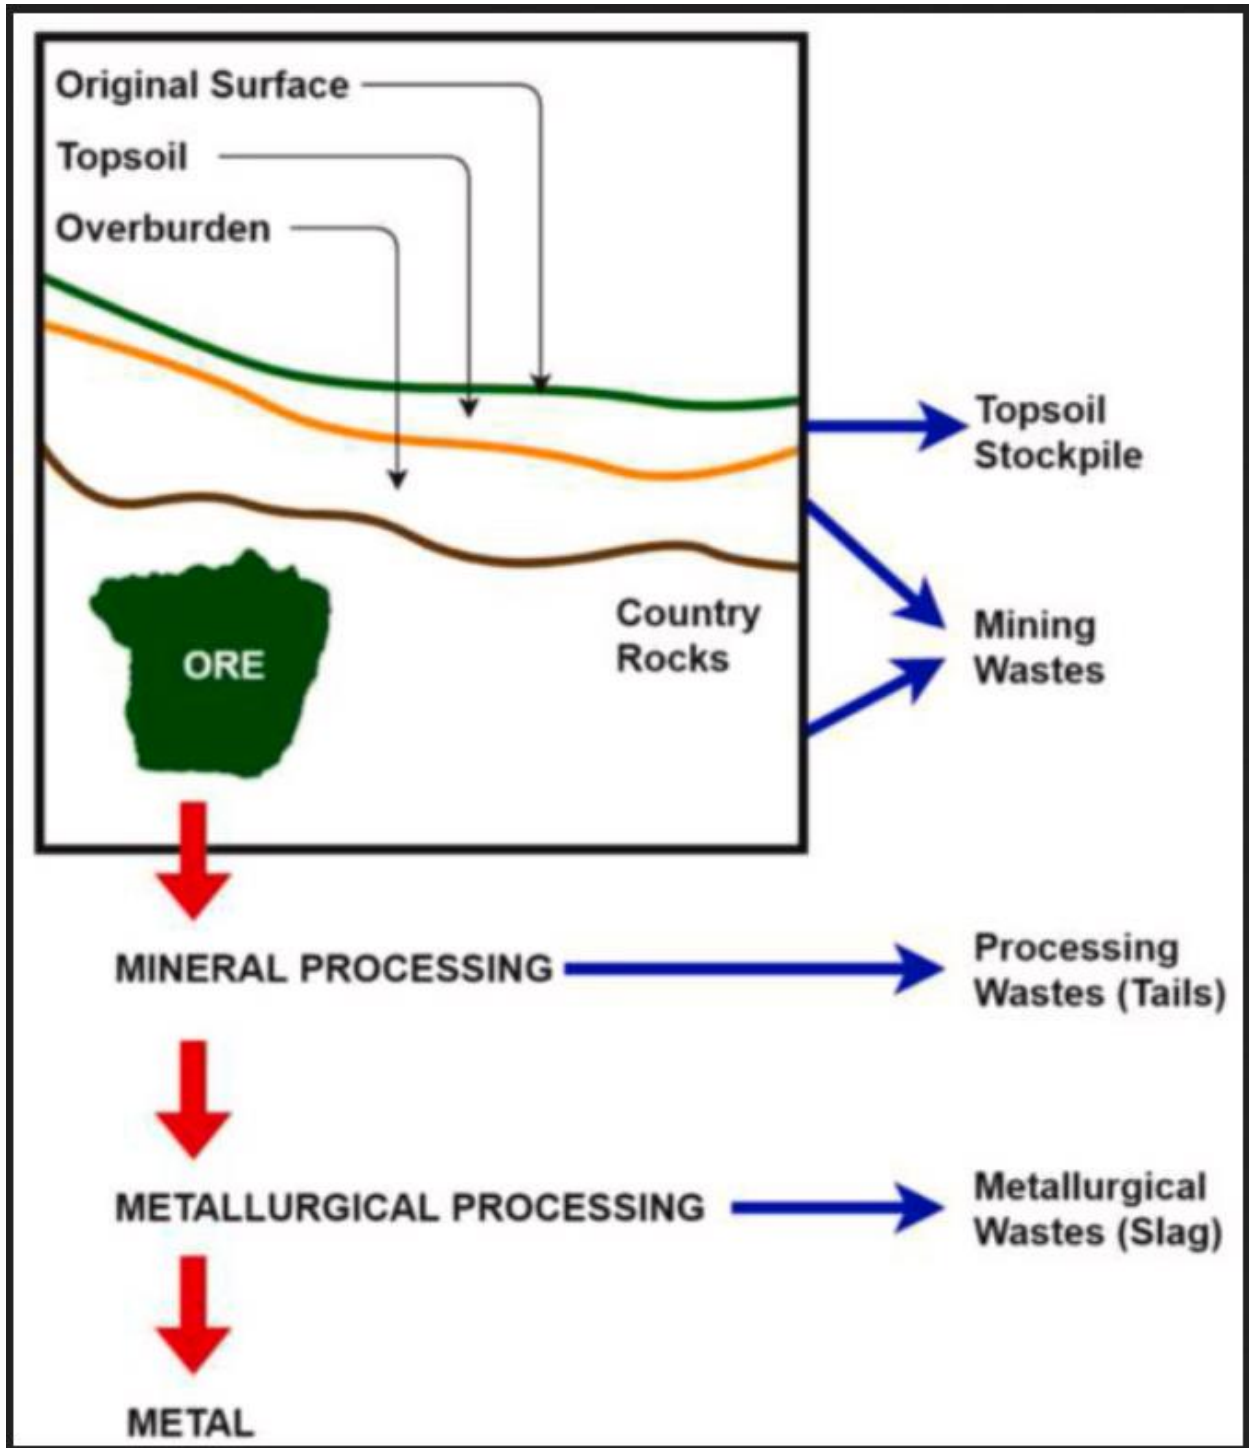 Original Surface
Topsoil
Overburden
Topsoil
Stockpile
Country
Rocks
Mining
Wastes
ORE
MINERAL PROCESSING
Processing
Wastes (Tails)
METALLURGICAL PROCESSING
Metallurgical
Wastes (Slag)
METAL